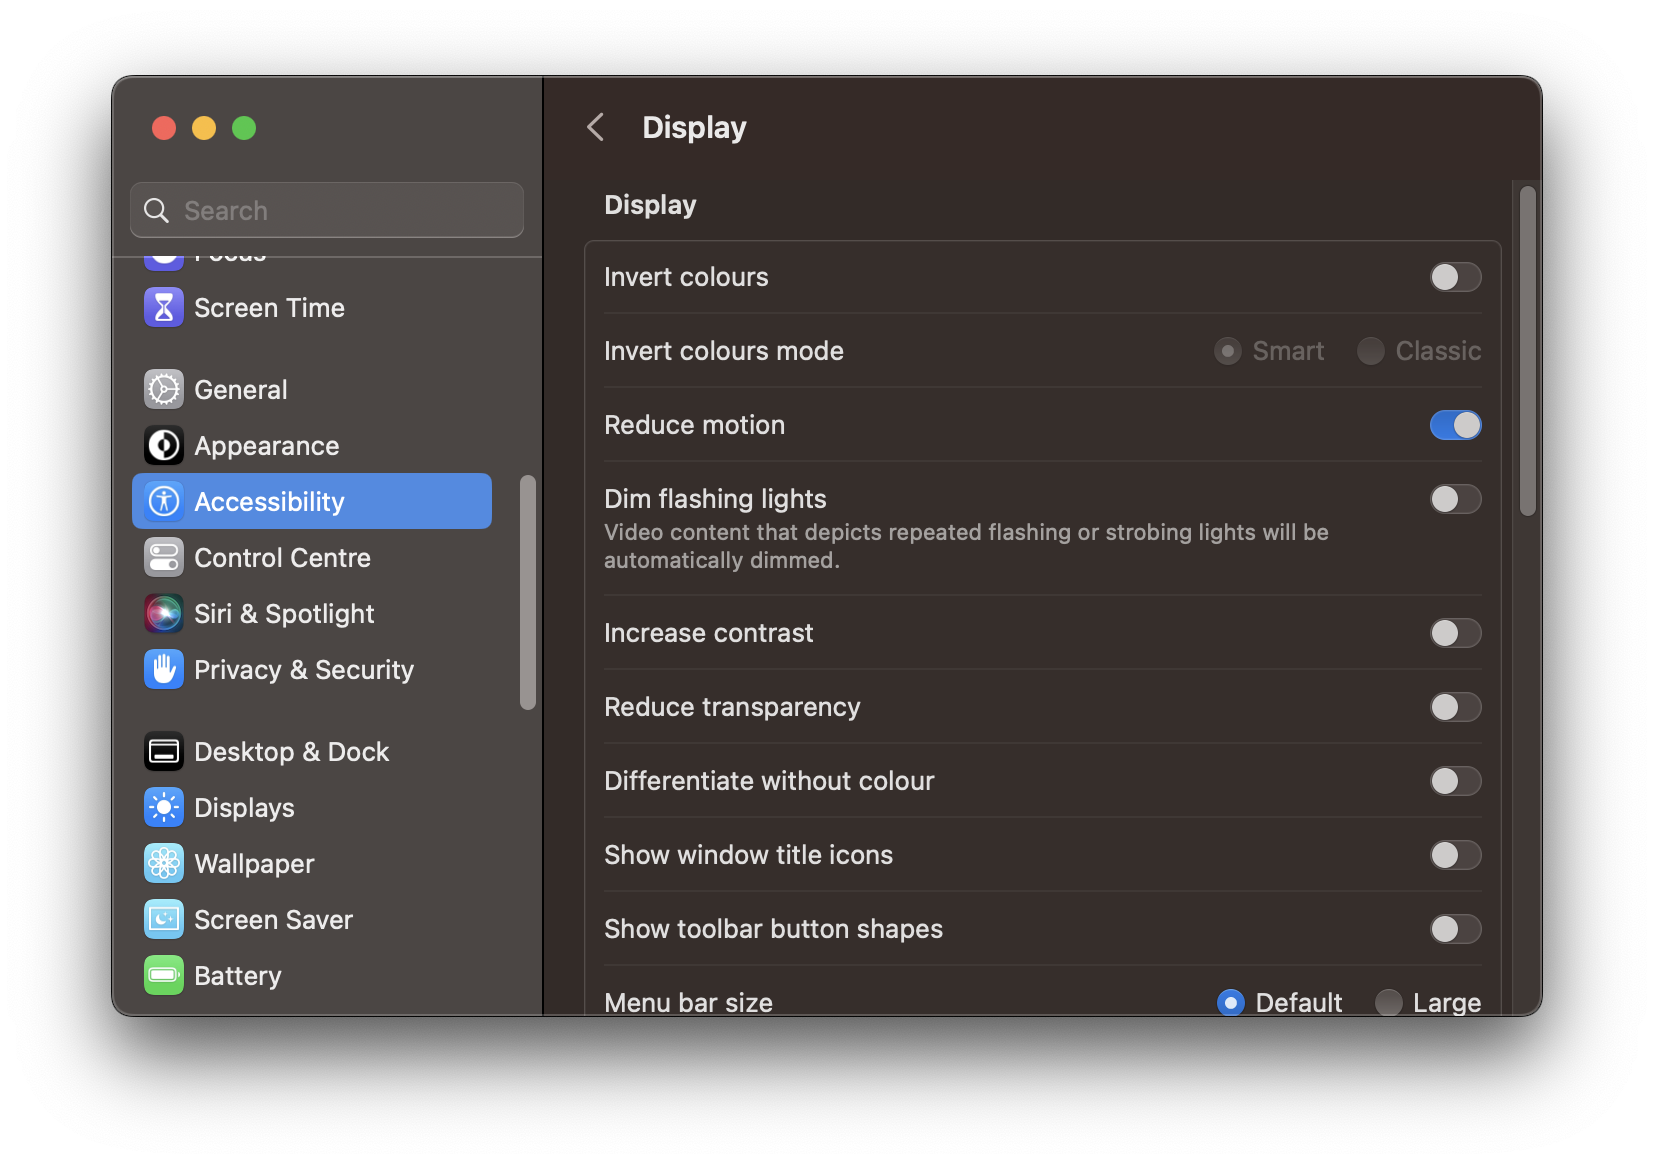 Display
Search
Focus
Screen Time
General
Appearance
Accessibility
Control Centre
Siri & Spotlight
Privacy & Security
Desktop & Dock
Displays
Wallpaper
Screen Saver
Battery
Display
Invert colours
Invert colours mode Smart Classic
Reduce motion
Dim flashing lights
Video content that depicts repeated flashing or strobing lights will be
automatically dimmed.
Increase contrast
Reduce transparency
Differentiate without colour
Show window title icons
Show toolbar button shapes
Menu bar size Default Large